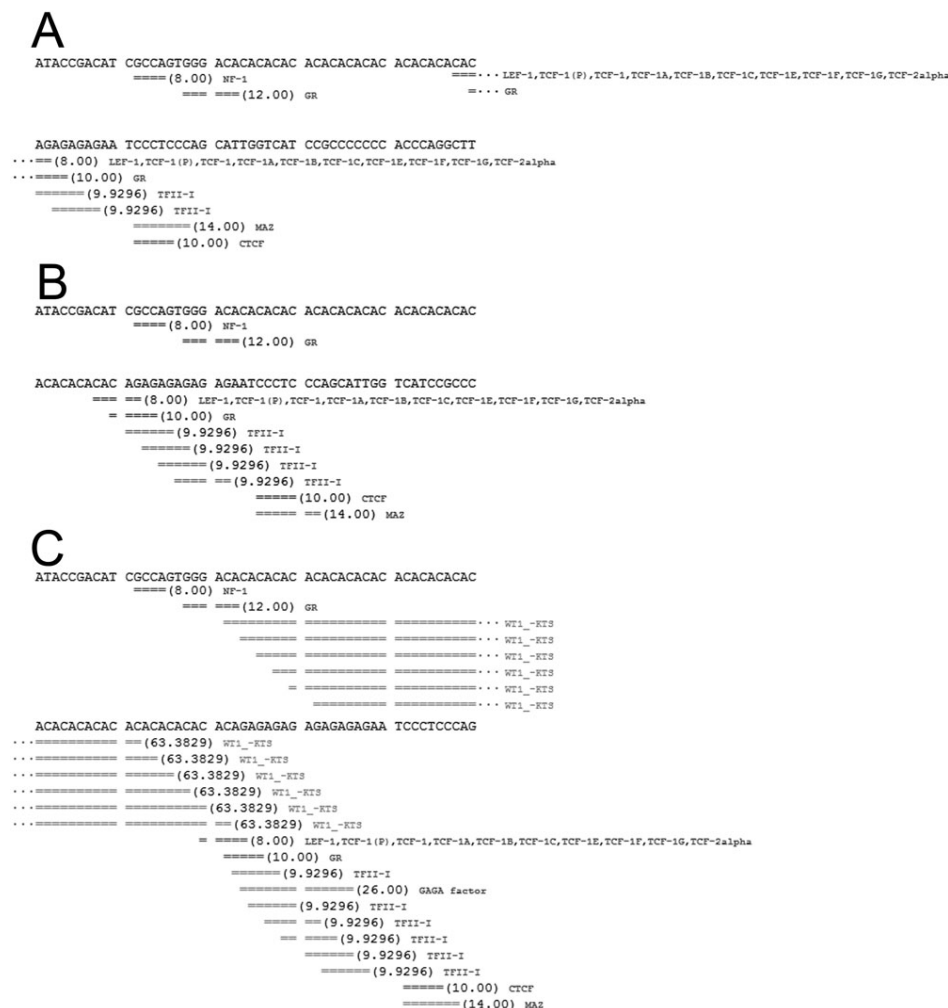 A
ATACCGACAT CGCCAGTGGG ACACACACAC ACACACACAC ACACACACAC
====(8.00) NF-1
===···LEF-1,TCF-1(P),TCF-1,TCF-1A,TCF-1B,TCF-1C,TCF-1E,TCF-1F,TCF-1G,TCF-2alpha
=== ===(12.00) GR
=··· GR
AGAGAGAGAA TCCCTCCCAG CATTGGTCAT CCGCCCCCCC ACCCAGGCTT
···==(8.00) LEF-1,TCF-1(P),TCF-1,TCF-1A,TCF-1B,TCF-1C,TCF-1E,TCF-1F,TCF-1G,TCF-2alpha
···====(10.00) GR
======(9.9296) TFII-I
======(9.9296) TFII-I
=======(14.00) MAZ
=====(10.00) CTCF
B
ATACCGACAT CGCCAGTGGG ACACACACAC ACACACACAC ACACACACAC
====(8.00) NF-1
=== ===(12.00) GR
ACACACACAC AGAGAGAGAG AGAATCCCTC CCAGCATTGG TCATCCGCCC
=== ==(8.00) LEF-1,TCF-1(P),TCF-1,TCF-1A,TCF-1B,TCF-1C,TCF-1E,TCF-1F,TCF-1G,TCF-2alpha
= ====(10.00) GR
======(9.9296) TFII-I
======(9.9296) TFII-I
======(9.9296) TFII-I
==== ==(9.9296) TFII-I
=====(10.00) CTCF
===== ==(14.00) MAZ
C
ATACCGACAT CGCCAGTGGG ACACACACAC ACACACACAC ACACACACAC
====(8.00) NF-1
=== ===(12.00) GR
========= ========== ==========··· WT1_-KTS
======= ========== ==========··· WT1_-KTS
===== ========== ==========··· WT1_-KTS
=== ========== ==========··· WT1_-KTS
= ========== ==========··· WT1_-KTS
========= ==========··· WT1_-KTS
ACACACACAC ACACACACAC ACAGAGAGAG AGAGAGAGAA TCCCTCCCAG
···========== ==(63.3829) WT1_-KTS
···========== ====(63.3829) WT1_-KTS
···========== ======(63.3829) WT1_-KTS
···========== ========(63.3829) WT1_-KTS
···========== ==========(63.3829) WT1_-KTS
···========== ========== ==(63.3829) WT1_-KTS
= ====(8.00) LEF-1,TCF-1(P),TCF-1,TCF-1A,TCF-1B,TCF-1C,TCF-1E,TCF-1F,TCF-1G,TCF-2alpha
=====(10.00) GR
======(9.9296) TFII-I
======= ======(26.00) GAGA factor
======(9.9296) TFII-I
==== ==(9.9296) TFII-I
== ====(9.9296) TFII-I
======(9.9296) TFII-I
======(9.9296) TFII-I
=====(10.00) CTCF
=======(14.00) MAZ